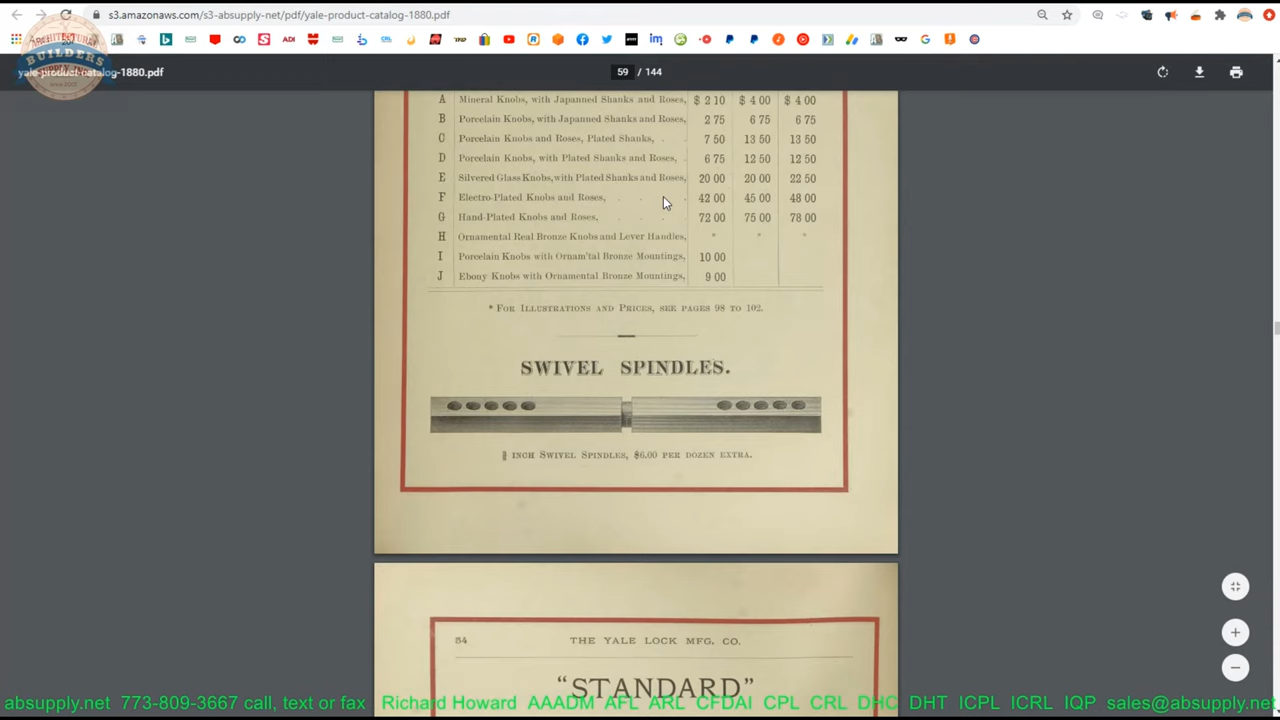 s3.amazonaws.com/s3-absupply-net/pdf/yale-product-catalog-1880.pdf
ARCHITECTURAL
BUILDERS
SUPPLY, INC.
since 2005
yale-product-catalog-1880.pdf
59 / 144
A Mineral Knobs, with Japanned Shanks and Roses, $ 2 10 $ 4 00 $ 4 00
B Porcelain Knobs, with Japanned Shanks and Roses, 2 75 6 75 6 75
C Porcelain Knobs and Roses, Plated Shanks, . . 7 50 13 50 13 50
D Porcelain Knobs, with Plated Shanks and Roses, . 6 75 12 50 12 50
E Silvered Glass Knobs, with Plated Shanks and Roses, 20 00 20 00 22 50
F Electro-Plated Knobs and Roses, . . . . 42 00 45 00 48 00
G Hand-Plated Knobs and Roses, . . . . 72 00 75 00 78 00
H Ornamental Real Bronze Knobs and Lever Handles, * * *
I Porcelain Knobs with Ornam'tal Bronze Mountings, 10 00
J Ebony Knobs with Ornamental Bronze Mountings, 9 00
* For Illustrations and Prices, see pages 98 to 102.
SWIVEL SPINDLES.
inch Swivel Spindles, $6.00 per dozen extra.
54 THE YALE LOCK MFG. CO.
"STANDARD"
absupply.net 773-809-3667 call, text or fax Richard Howard AAADM AFL ARL CFDAI CPL CRL DHC DHT ICPL ICRL IQP sales@absupply.net